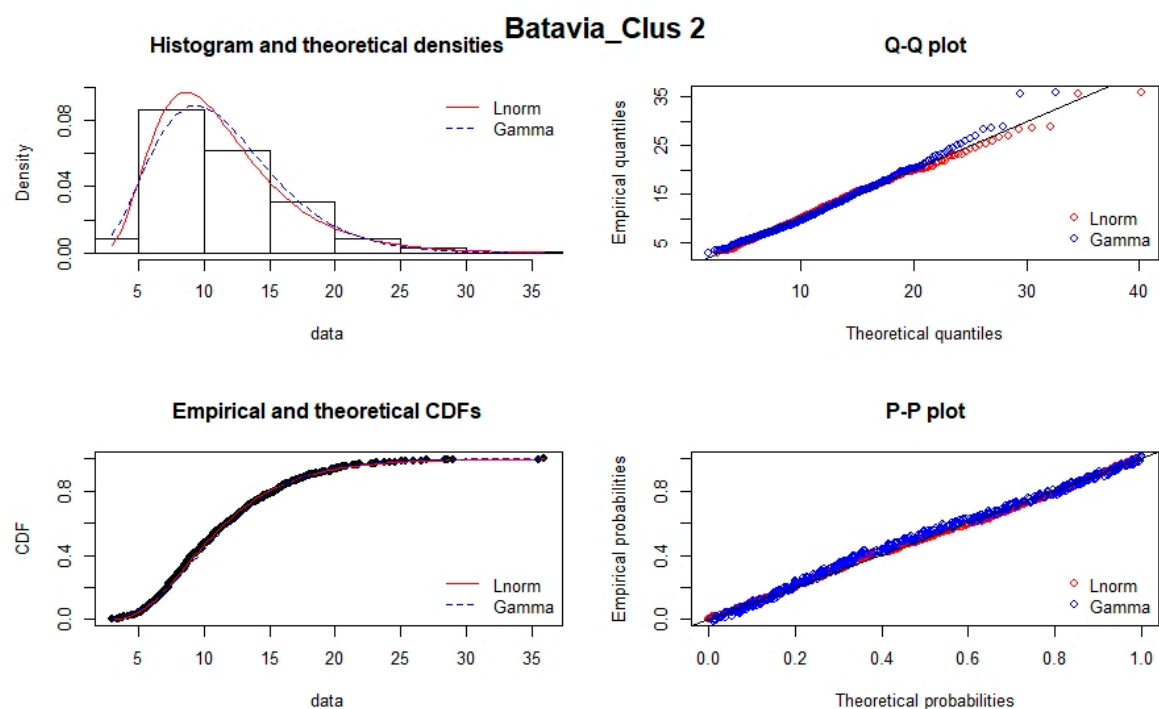 Batavia_Clus 2
Histogram and theoretical densities
Density
0.00
0.04
0.08
Lnorm
Gamma
5 10 15 20 25 30 35
data
Q-Q plot
Empirical quantiles
5
15
25
35
Lnorm
Gamma
10 20 30 40
Theoretical quantiles
Empirical and theoretical CDFs
CDF
0.0
0.4
0.8
Lnorm
Gamma
5 10 15 20 25 30 35
data
P-P plot
Empirical probabilities
0.0
0.4
0.8
Lnorm
Gamma
0.0 0.2 0.4 0.6 0.8 1.0
Theoretical probabilities